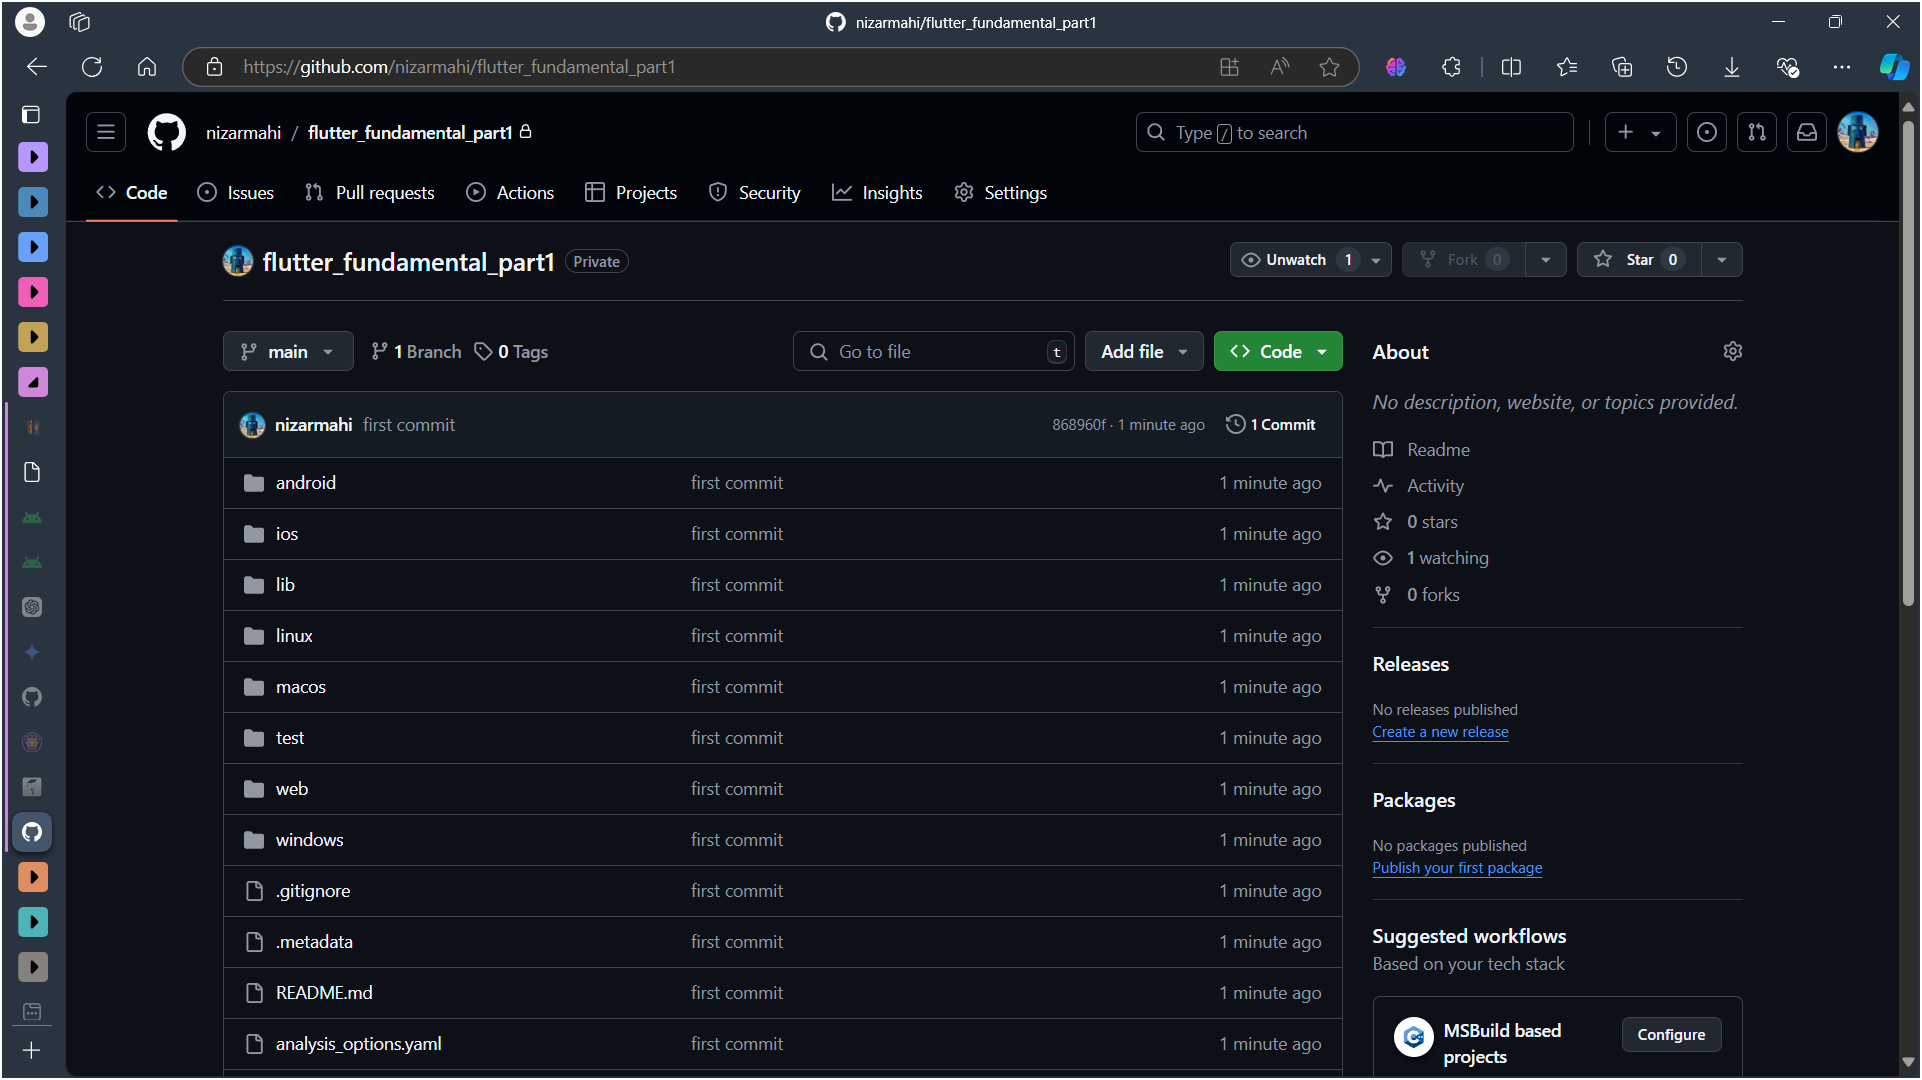 nizarmahi/flutter_fundamental_part1
https://github.com/nizarmahi/flutter_fundamental_part1
nizarmahi / flutter_fundamental_part1
Type / to search
Code Issues Pull requests Actions Projects Security Insights Settings
flutter_fundamental_part1 Private
Unwatch 1 Fork 0 Star 0
main 1 Branch 0 Tags Go to file t Add file Code
nizarmahi first commit 868960f · 1 minute ago 1 Commit
android first commit 1 minute ago
ios first commit 1 minute ago
lib first commit 1 minute ago
linux first commit 1 minute ago
macos first commit 1 minute ago
test first commit 1 minute ago
web first commit 1 minute ago
windows first commit 1 minute ago
.gitignore first commit 1 minute ago
.metadata first commit 1 minute ago
README.md first commit 1 minute ago
analysis_options.yaml first commit 1 minute ago
About
No description, website, or topics provided.
Readme
Activity
0 stars
1 watching
0 forks
Releases
No releases published
Create a new release
Packages
No packages published
Publish your first package
Suggested workflows
Based on your tech stack
MSBuild based
projects
Configure